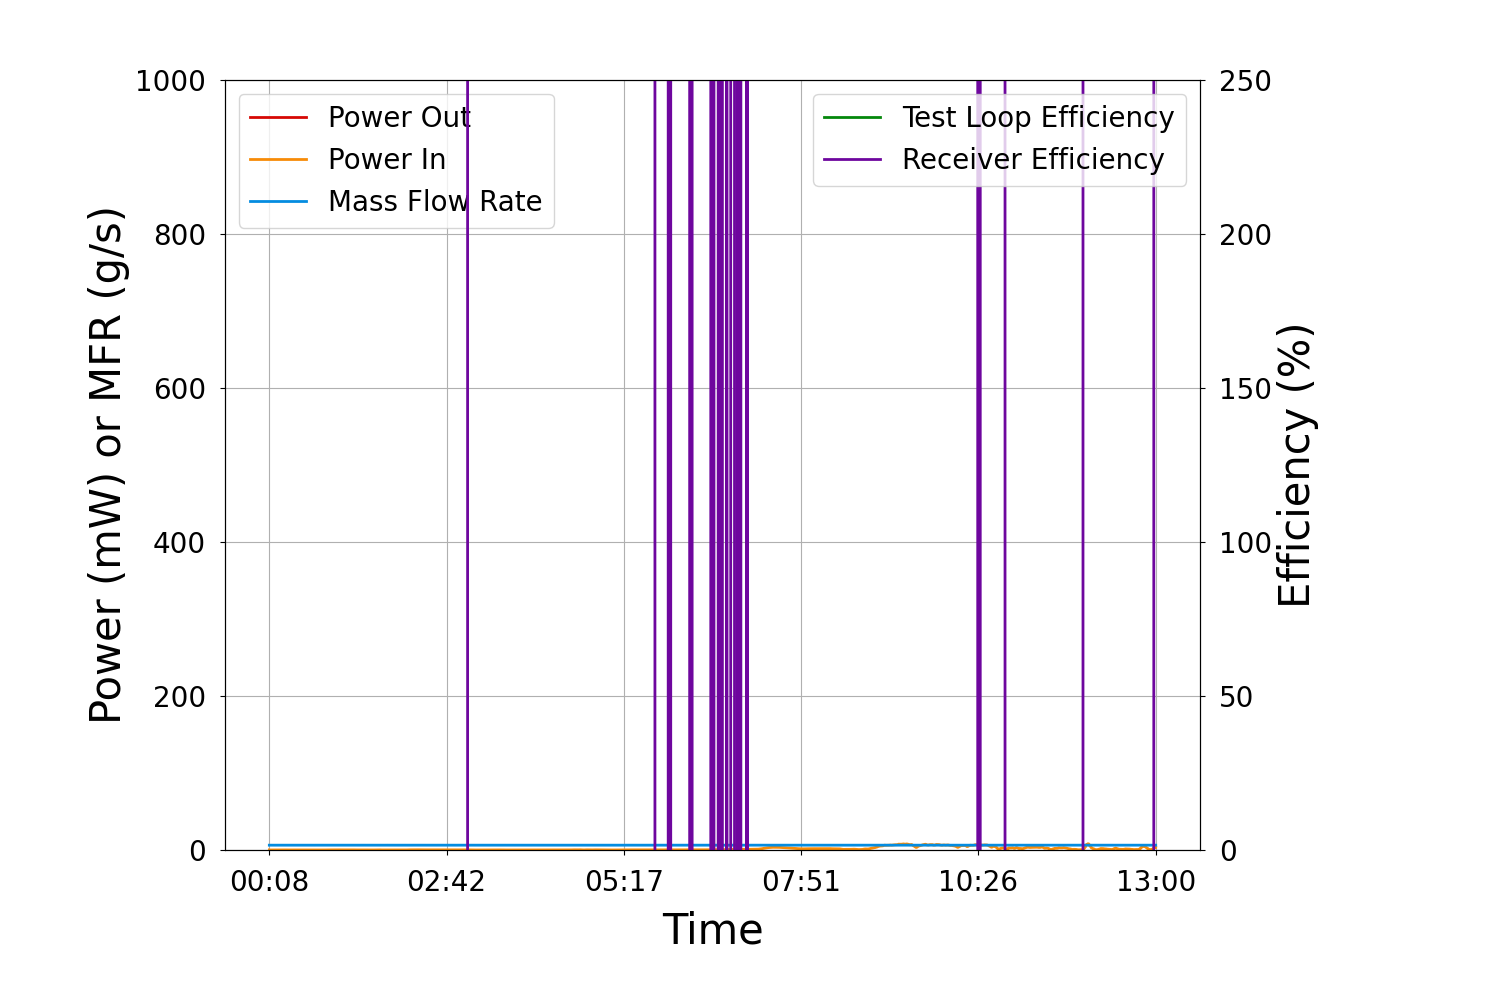 1000
800
600
400
200
0
Power (mW) or MFR (g/s)
Power Out
Power In
Mass Flow Rate
Test Loop Efficiency
Receiver Efficiency
250
200
150
100
50
0
Efficiency (%)
00:08 02:42 05:17 07:51 10:26 13:00
Time